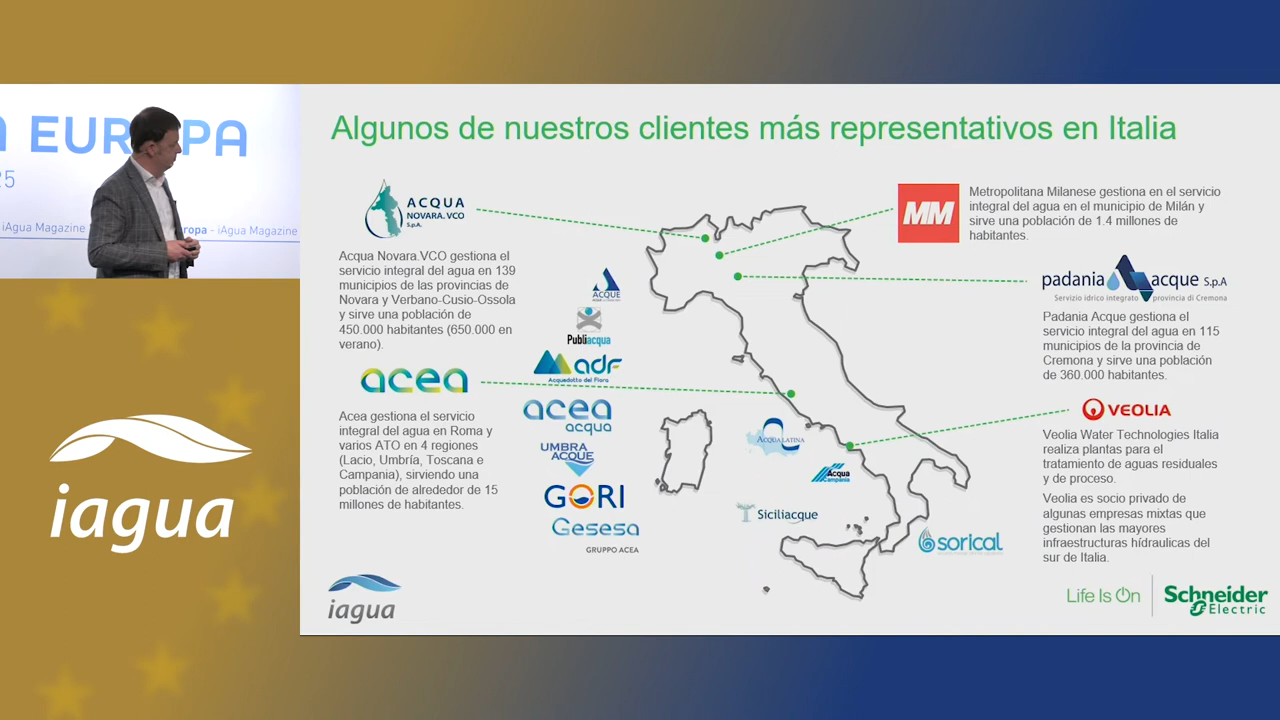 EUROPA
25
iAgua Magazine
ropa - iAgua Magazine
iagua
Algunos de nuestros clientes más representativos en Italia
ACQUA
NOVARA.VCO
S.p.A.
Acqua Novara.VCO gestiona el
servicio integral del agua en 139
municipios de las provincias de
Novara y Verbano-Cusio-Ossola
y sirve una población de
450.000 habitantes (650.000 en
verano).
acea
Acea gestiona el servicio
integral del agua en Roma y
varios ATO en 4 regiones
(Lacio, Umbría, Toscana e
Campania), sirviendo una
población de alrededor de 15
millones de habitantes.
ACQUE
Publiacqua
adf
Acquedotto del Fiora
acea
acqua
UMBRA
ACQUE
GORI
Gesesa
GRUPPO ACEA
ACQUALATINA
Acqua
Campania
Siciliacque
sorical
MM
Metropolitana Milanese gestiona en el servicio
integral del agua en el municipio de Milán y
sirve una población de 1.4 millones de
habitantes.
padania acque S.p.A
Servizio idrico integrato provincia di Cremona
Padania Acque gestiona el
servicio integral del agua en 115
municipios de la provincia de
Cremona y sirve una población
de 360.000 habitantes.
VEOLIA
Veolia Water Technologies Italia
realiza plantas para el
tratamiento de aguas residuales
y de proceso.
Veolia es socio privado de
algunas empresas mixtas que
gestionan las mayores
infraestructuras hídraulicas del
sur de Italia.
iagua
Life Is On
Schneider
Electric